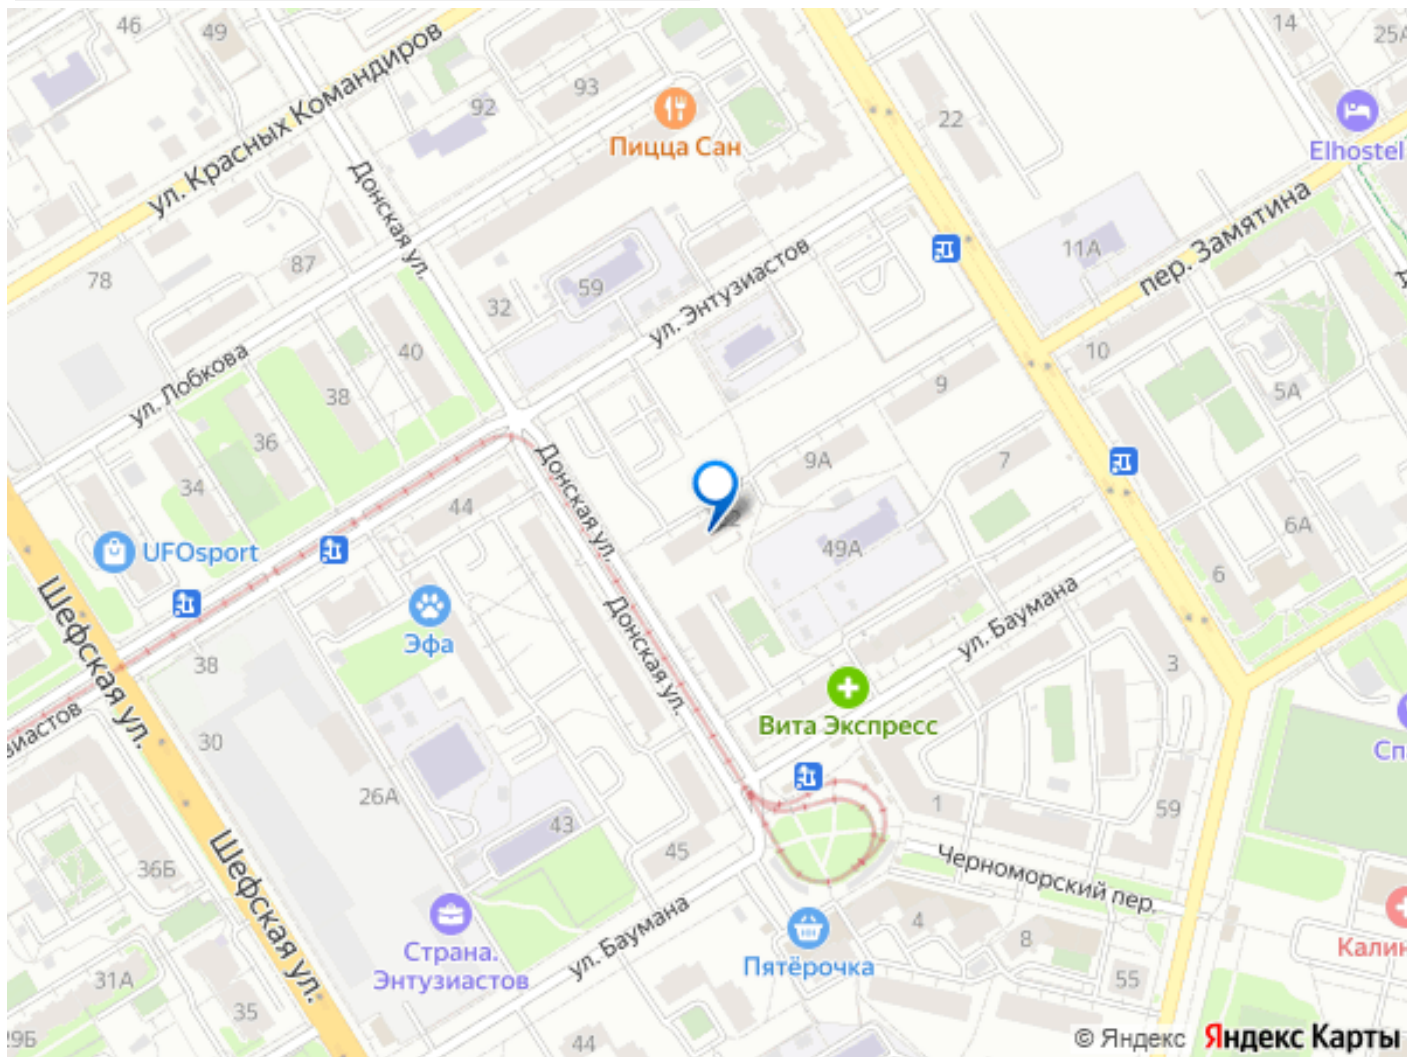 46
49
14
25А
ул. Красных Командиров
93
92
22
Пицца Сан
Elhostel
Донская ул.
пер. Замятина
11А
78
87
59
32
ул. Энтузиастов
40
10
ул. Лобкова
38
9
5А
36
Донская ул.
9А
7
34
44
UFOsport
49А
6А
6
Шефская ул.
Эфа
Донская ул.
ул. Баумана
38
3
Вита Экспресс
30
26А
1
59
43
45
36Б
Шефская ул.
Черноморский пер.
4
8
ул. Баумана
Страна.
Энтузиастов
Пятёрочка
31А
55
35
29Б
44
© Яндекс Яндекс Карты